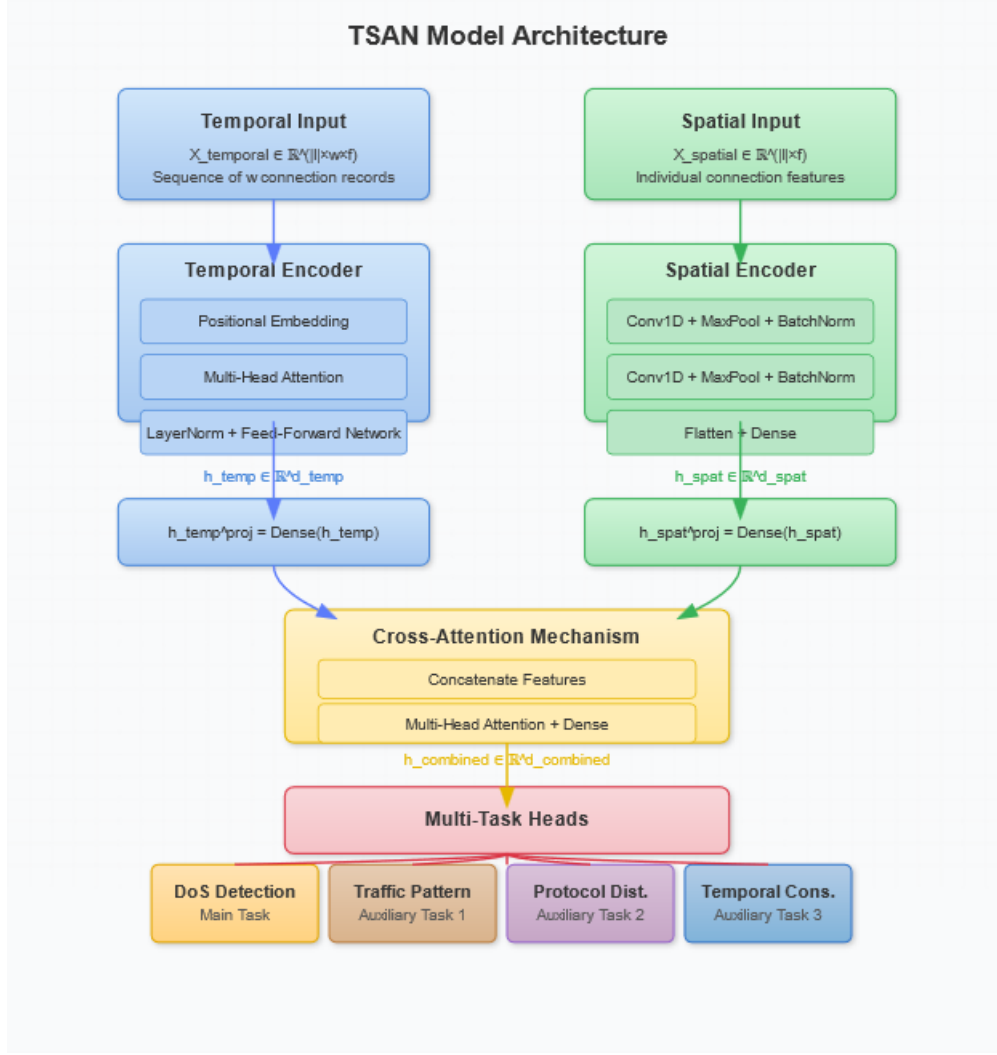 TSAN Model Architecture
Temporal Input
X_temporal ∈ ℝ^(|I|×w×f)
Sequence of w connection records
Spatial Input
X_spatial ∈ ℝ^(|I|×f)
Individual connection features
Temporal Encoder
Positional Embedding
Multi-Head Attention
LayerNorm + Feed-Forward Network
Spatial Encoder
Conv1D + MaxPool + BatchNorm
Conv1D + MaxPool + BatchNorm
Flatten + Dense
h_temp ∈ ℝ^d_temp
h_spat ∈ ℝ^d_spat
h_temp^proj = Dense(h_temp)
h_spat^proj = Dense(h_spat)
Cross-Attention Mechanism
Concatenate Features
Multi-Head Attention + Dense
h_combined ∈ ℝ^d_combined
Multi-Task Heads
DoS Detection
Main Task
Traffic Pattern
Auxiliary Task 1
Protocol Dist.
Auxiliary Task 2
Temporal Cons.
Auxiliary Task 3